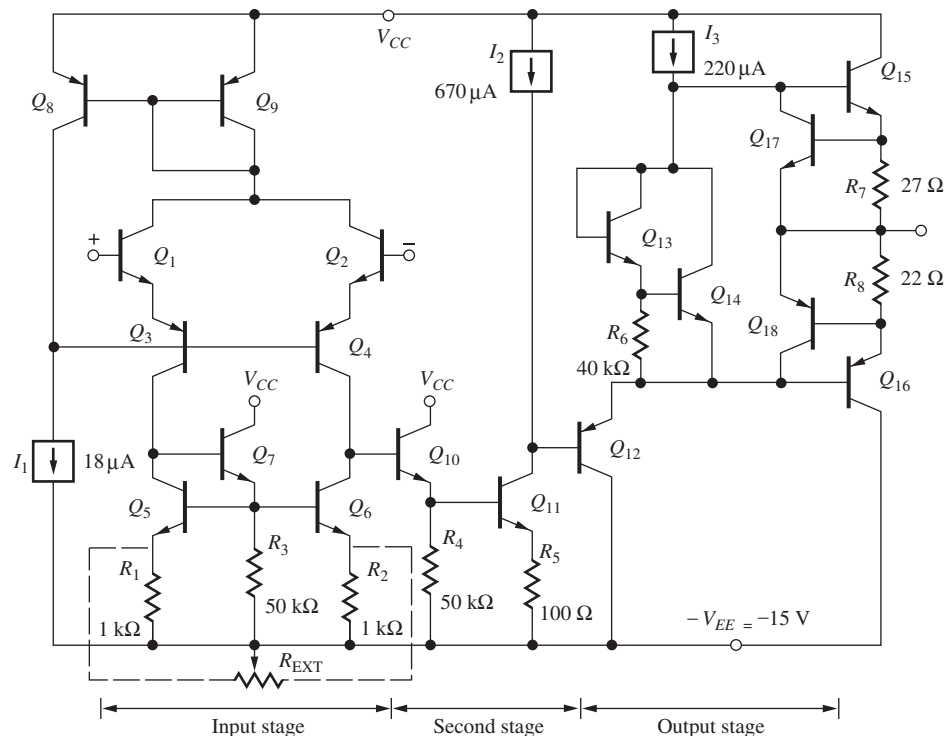 V_CC
I_3
I_2
220 μA
Q_15
Q_8
Q_9
670 μA
Q_17
R_7
27 Ω
+
−
Q_1
Q_2
Q_13
R_8
22 Ω
Q_14
Q_18
Q_3
Q_4
R_6
40 kΩ
Q_16
V_CC
V_CC
I_1
18 μA
Q_7
Q_10
Q_12
Q_5
Q_6
Q_11
R_3
R_4
R_5
R_1
R_2
50 kΩ
50 kΩ
100 Ω
1 kΩ
1 kΩ
−V_EE = −15 V
R_EXT
Input stage
Second stage
Output stage